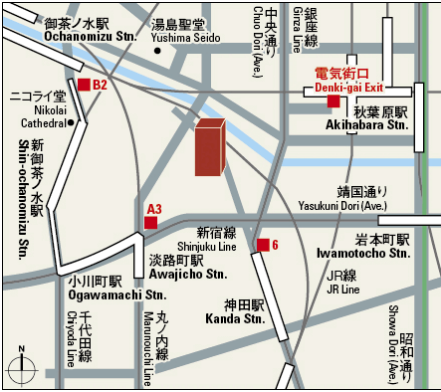 御茶ノ水駅
Ochanomizu Stn.
湯島聖堂
Yushima Seido
中央通り
Chuo Dori (Ave.)
銀座線
Ginza Line
B2
電気街口
Denki-gai Exit
ニコライ堂
Nikolai
Cathedral
秋葉原駅
Akihabara Stn.
新御茶ノ水駅
Shin-ochanomizu Stn.
靖国通り
Yasukuni Dori (Ave.)
A3
新宿線
Shinjuku Line
6
岩本町駅
Iwamotocho Stn.
淡路町駅
Awajicho Stn.
小川町駅
Ogawamachi Stn.
JR線
JR Line
神田駅
Kanda Stn.
千代田線
Chiyoda Line
丸ノ内線
Marunouchi Line
昭和通り
Showa Dori (Ave.)
N